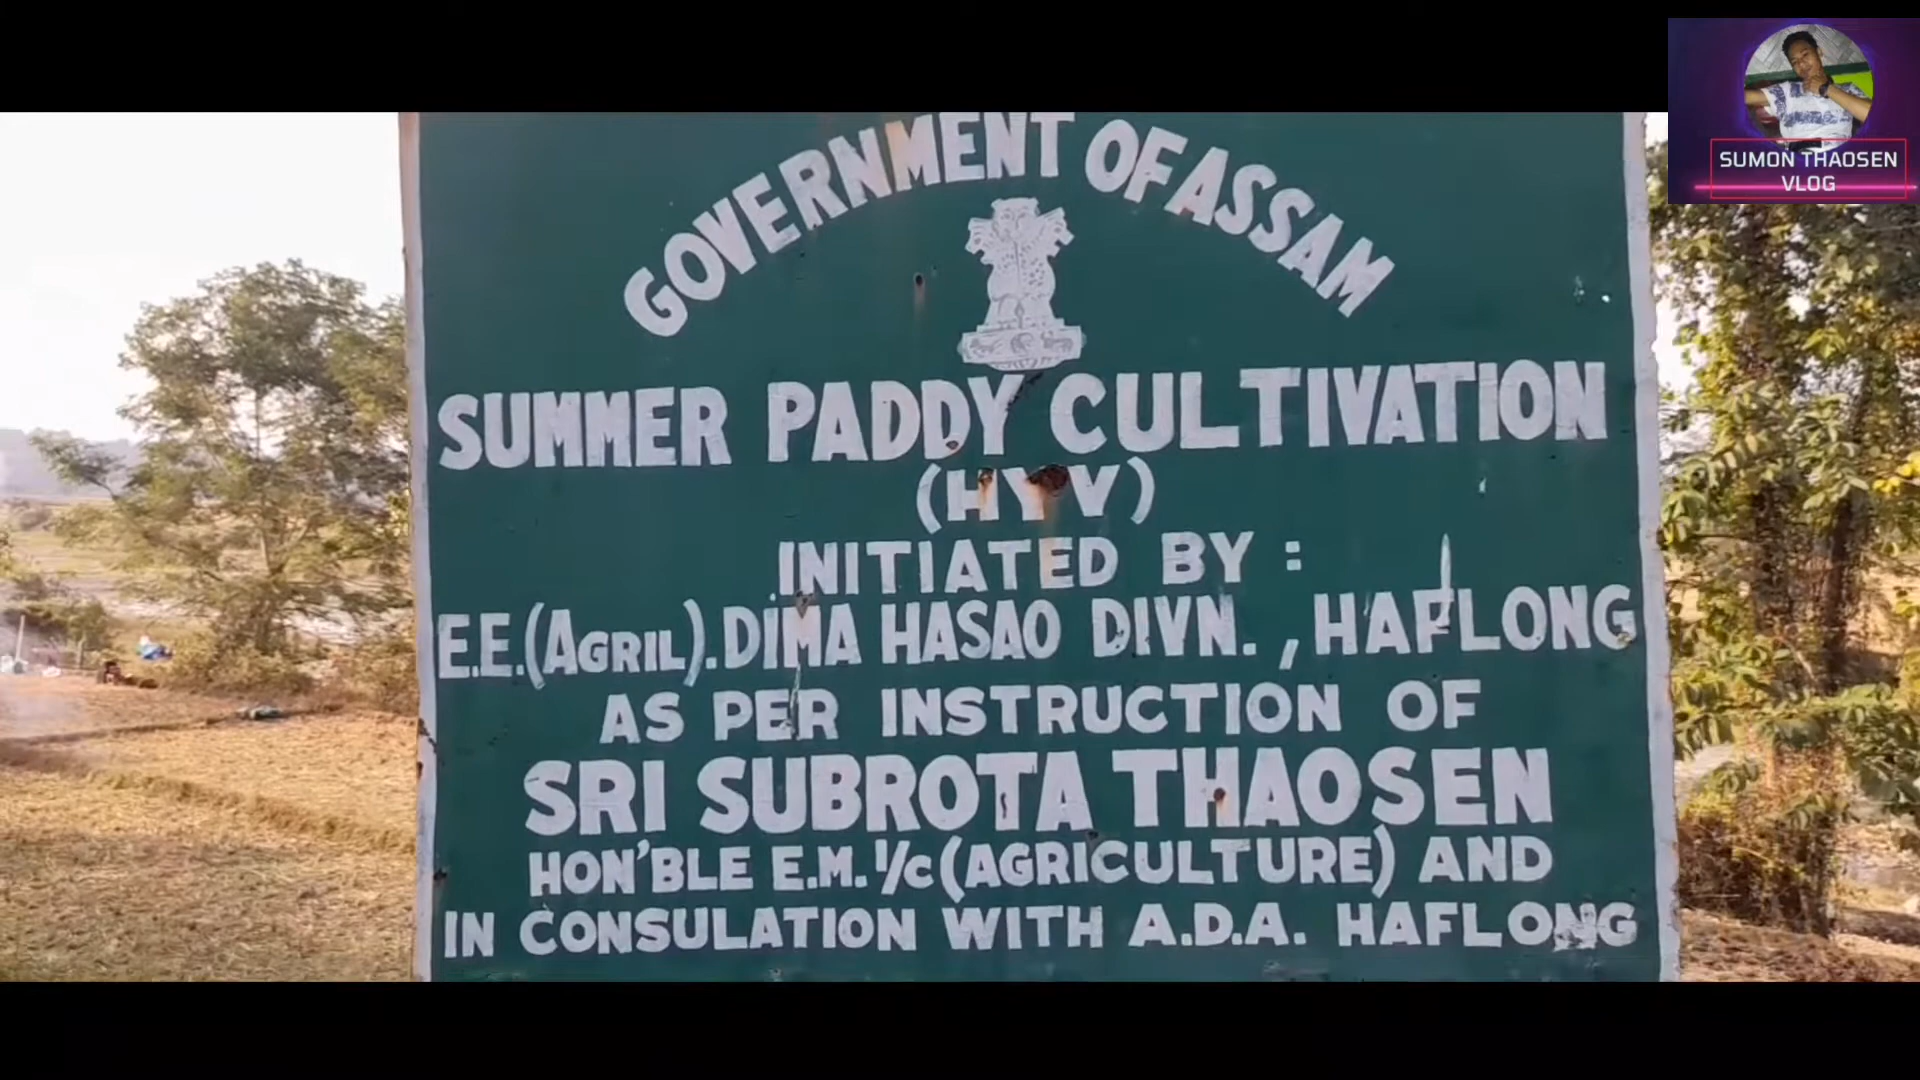 GOVERNMENT OF ASSAM
SUMMER PADDY CULTIVATION
(HYV)
INITIATED BY :
E.E.(AGRIL).DIMA HASAO DIVN. , HAFLONG
AS PER INSTRUCTION OF
SRI SUBROTA THAOSEN
HON'BLE E.M. I/C (AGRICULTURE) AND
IN CONSULATION WITH A.D.A. HAFLONG
SUMON THAOSEN
VLOG